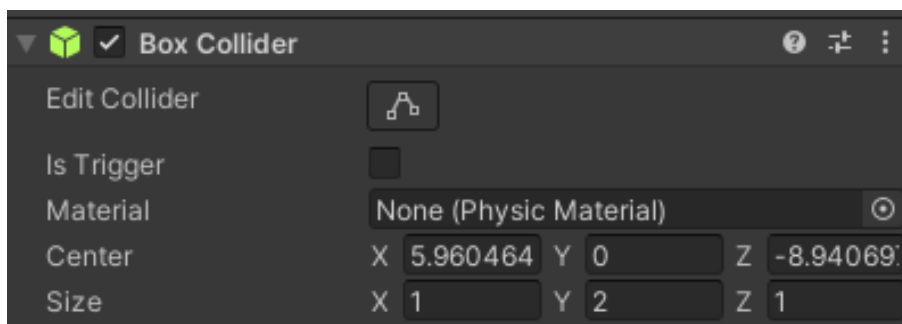 Box Collider
Edit Collider
Is Trigger
Material None (Physic Material)
Center X 5.960464 Y 0 Z -8.94069
Size X 1 Y 2 Z 1